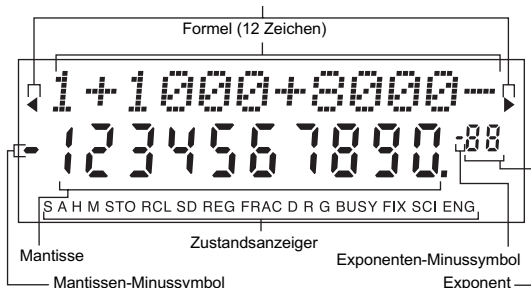 Formel (12 Zeichen)
1+1000+8000-
-1234567890. -88
S A H M STO RCL SD REG FRAC D R G BUSY FIX SCI ENG
Zustandsanzeiger
Mantisse
Exponenten-Minussymbol
Mantissen-Minussymbol
Exponent